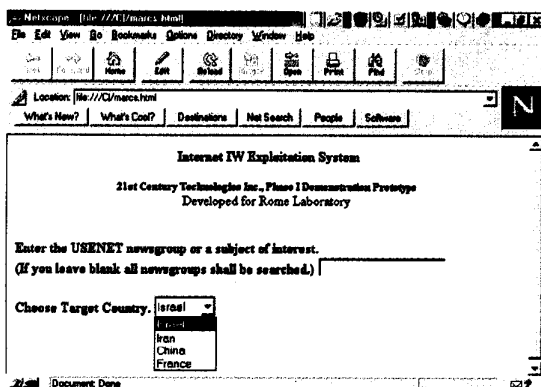 Netscape - [file:///C|/marcs.html]
File Edit View Go Bookmarks Options Directory Window Help
Back Forward Home Edit Reload Images Open Print Find Stop
Location: file:///C|/marcs.html
N
What's New? What's Cool? Destinations Net Search People Software
Internet IW Exploitation System
21st Century Technologies Inc., Phase I Demonstration Prototype
Developed for Rome Laboratory
Enter the USENET newsgroup or a subject of interest.
(If you leave blank all newsgroups shall be searched.)
Choose Target Country. Israel
Israel
Iran
China
France
Document: Done